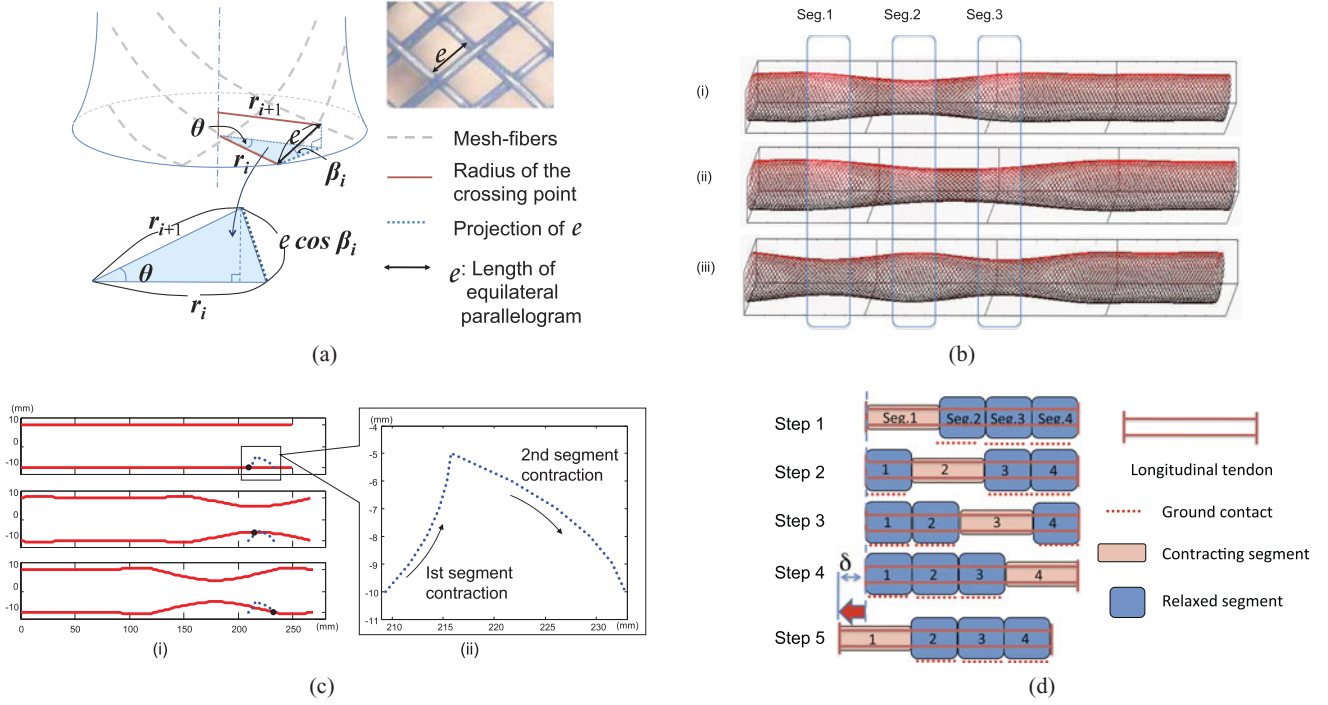 r_{i+1}
θ
e
r_i
β_i
r_{i+1}
e cos β_i
θ
r_i
e
Mesh-fibers
Radius of the
crossing point
Projection of e
e: Length of
equilateral
parallelogram
(a)
Seg.1 Seg.2 Seg.3
(i)
(ii)
(iii)
(b)
(mm)
10
0
-10
10
0
-10
10
0
-10
0 50 100 150 200 250 (mm)
(i)
-4
-5
-6
-7
-8
-9
-10
-11
2nd segment
contraction
Ist segment
contraction
210 215 220 225 230 (mm)
(ii)
(c)
Step 1 Seg.1 Seg.2 Seg.3 Seg.4
Step 2 1 2 3 4
Step 3 1 2 3 4
Step 4 δ 1 2 3 4
Step 5 1 2 3 4
Longitudinal tendon
Ground contact
Contracting segment
Relaxed segment
(d)